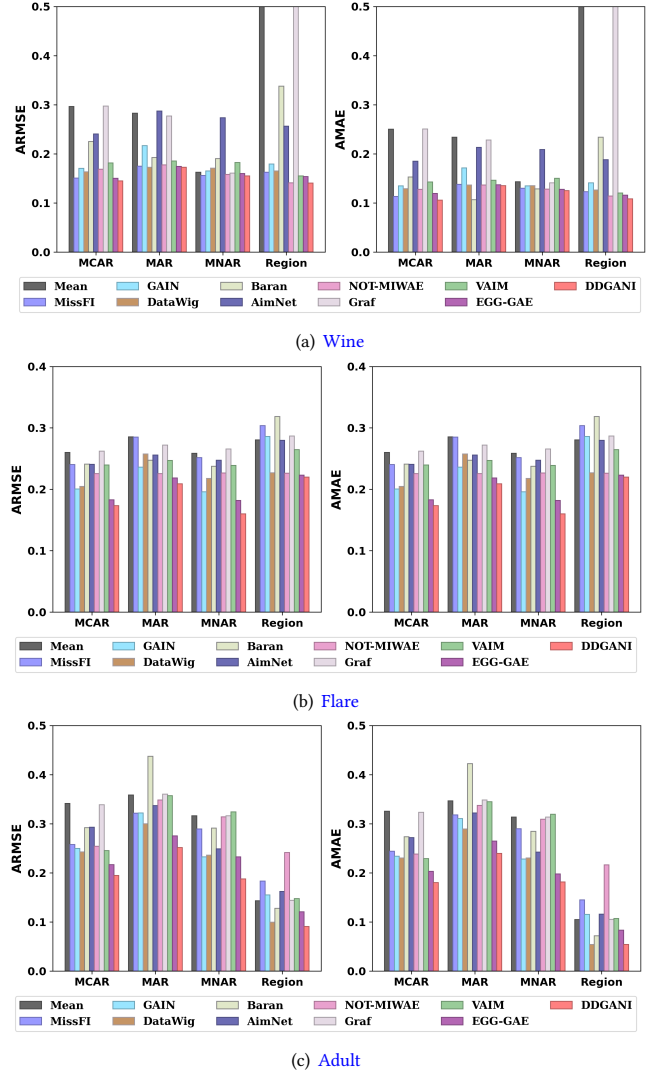 0.5
0.4
0.3
0.2
0.1
0.0
ARMSE
MCAR MAR MNAR Region
0.5
0.4
0.3
0.2
0.1
0.0
AMAE
MCAR MAR MNAR Region
Mean GAIN Baran NOT-MIWAE VAIM DDGANI
MissFI DataWig AimNet Graf EGG-GAE
(a) Wine
0.4
0.3
0.2
0.1
0.0
ARMSE
MCAR MAR MNAR Region
0.4
0.3
0.2
0.1
0.0
AMAE
MCAR MAR MNAR Region
Mean GAIN Baran NOT-MIWAE VAIM DDGANI
MissFI DataWig AimNet Graf EGG-GAE
(b) Flare
0.5
0.4
0.3
0.2
0.1
0.0
ARMSE
MCAR MAR MNAR Region
0.5
0.4
0.3
0.2
0.1
0.0
AMAE
MCAR MAR MNAR Region
Mean GAIN Baran NOT-MIWAE VAIM DDGANI
MissFI DataWig AimNet Graf EGG-GAE
(c) Adult